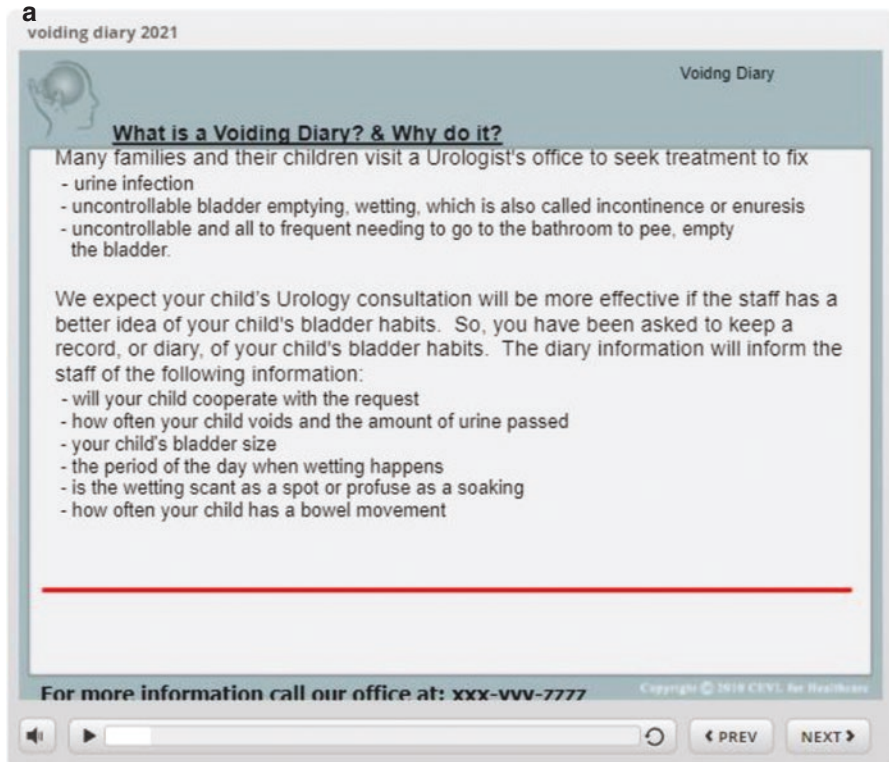 a
voiding diary 2021
Voidng Diary
What is a Voiding Diary? & Why do it?
Many families and their children visit a Urologist's office to seek treatment to fix
- urine infection
- uncontrollable bladder emptying, wetting, which is also called incontinence or enuresis
- uncontrollable and all to frequent needing to go to the bathroom to pee, empty
the bladder.
We expect your child's Urology consultation will be more effective if the staff has a
better idea of your child's bladder habits. So, you have been asked to keep a
record, or diary, of your child's bladder habits. The diary information will inform the
staff of the following information:
- will your child cooperate with the request
- how often your child voids and the amount of urine passed
- your child's bladder size
- the period of the day when wetting happens
- is the wetting scant as a spot or profuse as a soaking
- how often your child has a bowel movement
For more information call our office at: xxx-yyy-zzzz
Copyright © 2010 CEVL for Healthcare
PREV
NEXT